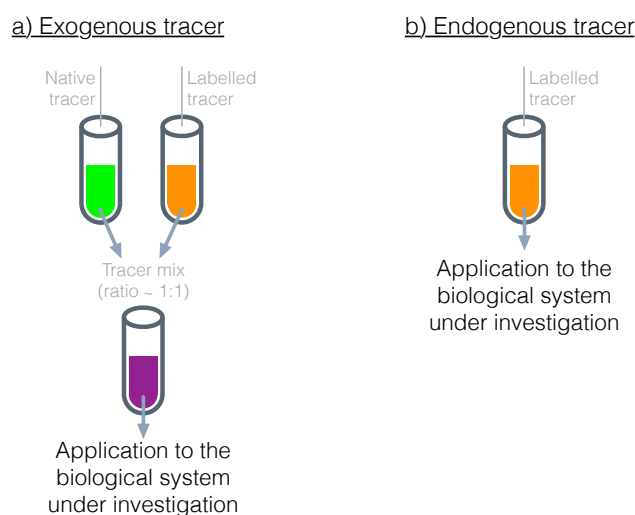 a) Exogenous tracer
Native
tracer
Labelled
tracer
Tracer mix
(ratio ~ 1:1)
Application to the
biological system
under investigation
b) Endogenous tracer
Labelled
tracer
Application to the
biological system
under investigation